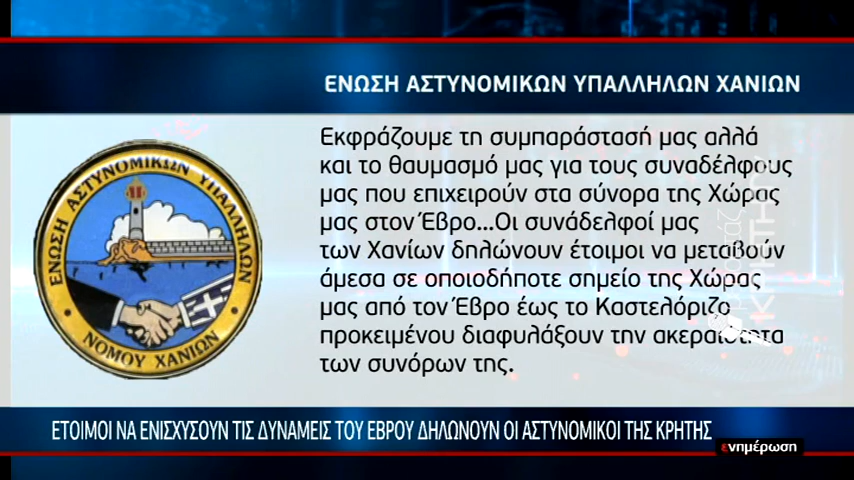 ΕΝΩΣΗ ΑΣΤΥΝΟΜΙΚΩΝ ΥΠΑΛΛΗΛΩΝ ΧΑΝΙΩΝ
Εκφράζουμε τη συμπαράστασή μας αλλά
και το θαυμασμό μας για τους συναδέλφους
μας που επιχειρούν στα σύνορα της Χώρας
μας στον Έβρο...Οι συνάδελφοί μας
των Χανίων δηλώνουν έτοιμοι να μεταβούν
άμεσα σε οποιοδήποτε σημείο της Χώρας
μας από τον Έβρο έως το Καστελόριζο
προκειμένου διαφυλάξουν την ακεραιότητα
των συνόρων της.
ΕΝΩΣΗ ΑΣΤΥΝΟΜΙΚΩΝ ΥΠΑΛΛΗΛΩΝ
ΝΟΜΟΥ ΧΑΝΙΩΝ
ΚΡΗΤΗ
ΕΤΟΙΜΟΙ ΝΑ ΕΝΙΣΧΥΣΟΥΝ ΤΙΣ ΔΥΝΑΜΕΙΣ ΤΟΥ ΕΒΡΟΥ ΔΗΛΩΝΟΥΝ ΟΙ ΑΣΤΥΝΟΜΙΚΟΙ ΤΗΣ ΚΡΗΤΗΣ
ενημέρωση